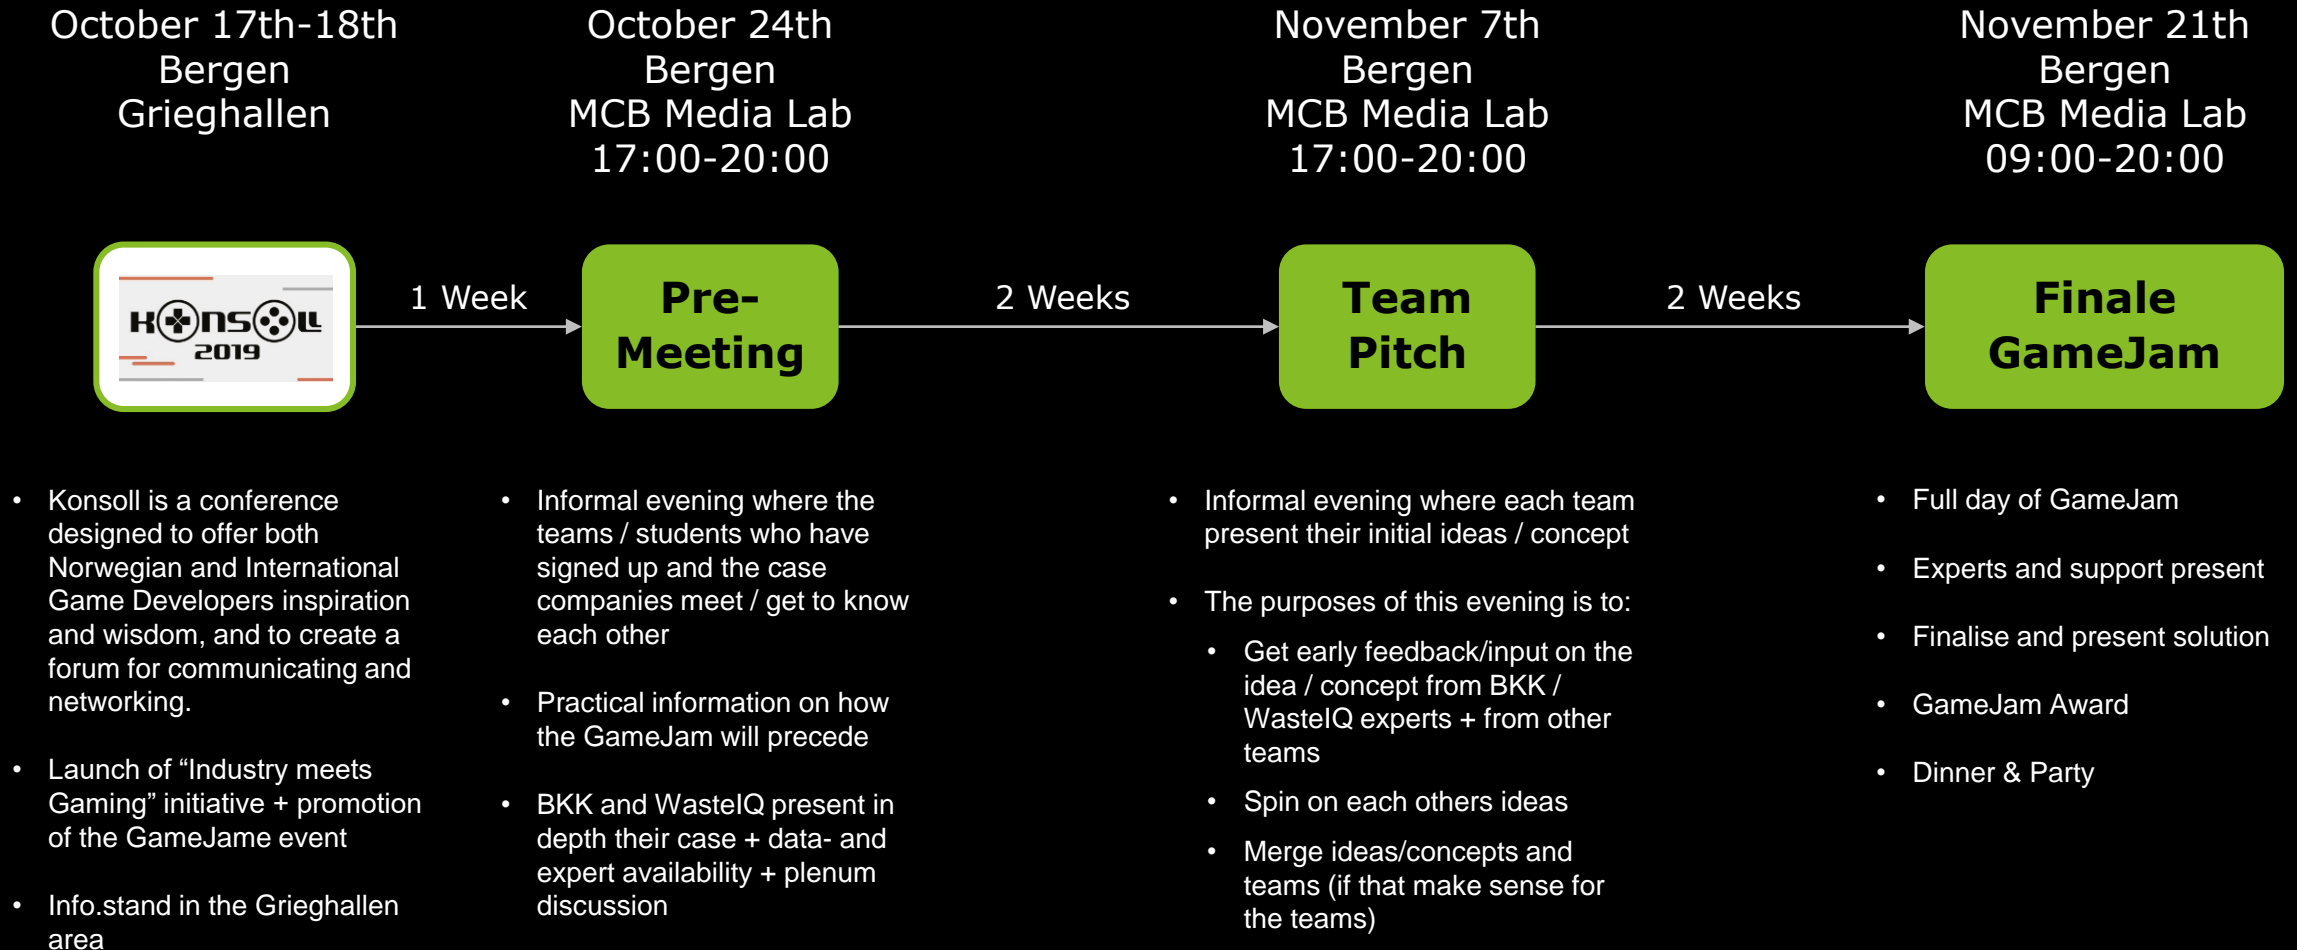 October 17th-18th
Bergen
Grieghallen
October 24th
Bergen
MCB Media Lab
17:00-20:00
November 7th
Bergen
MCB Media Lab
17:00-20:00
November 21th
Bergen
MCB Media Lab
09:00-20:00
KONSOLL
2019
1 Week
Pre-
Meeting
2 Weeks
Team
Pitch
2 Weeks
Finale
GameJam
• Konsoll is a conference
designed to offer both
Norwegian and International
Game Developers inspiration
and wisdom, and to create a
forum for communicating and
networking.
• Launch of “Industry meets
Gaming” initiative + promotion
of the GameJame event
• Info.stand in the Grieghallen
area
• Informal evening where the
teams / students who have
signed up and the case
companies meet / get to know
each other
• Practical information on how
the GameJam will precede
• BKK and WasteIQ present in
depth their case + data- and
expert availability + plenum
discussion
• Informal evening where each team
present their initial ideas / concept
• The purposes of this evening is to:
• Get early feedback/input on the
idea / concept from BKK /
WasteIQ experts + from other
teams
• Spin on each others ideas
• Merge ideas/concepts and
teams (if that make sense for
the teams)
• Full day of GameJam
• Experts and support present
• Finalise and present solution
• GameJam Award
• Dinner & Party